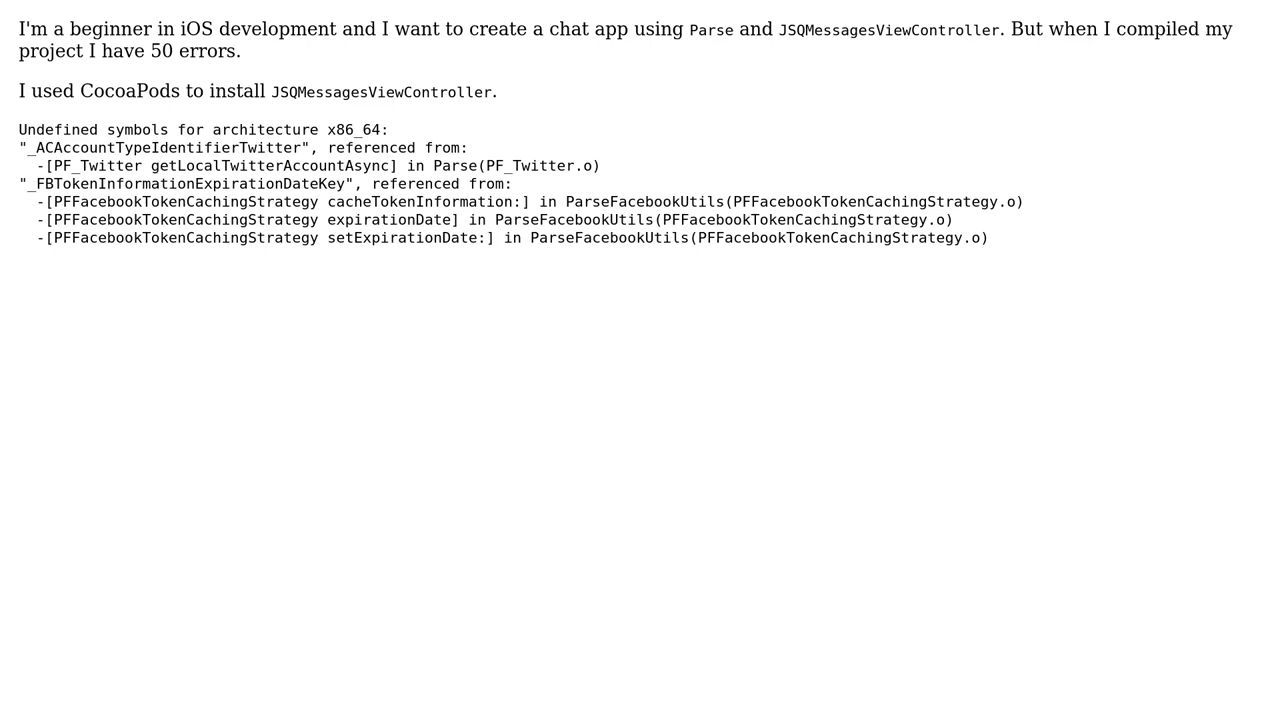 I'm a beginner in iOS development and I want to create a chat app using Parse and JSQMessagesViewController. But when I compiled my
project I have 50 errors.
I used CocoaPods to install JSQMessagesViewController.
Undefined symbols for architecture x86_64:
"_ACAccountTypeIdentifierTwitter", referenced from:
  -[PF_Twitter getLocalTwitterAccountAsync] in Parse(PF_Twitter.o)
"_FBTokenInformationExpirationDateKey", referenced from:
  -[PFFacebookTokenCachingStrategy cacheTokenInformation:] in ParseFacebookUtils(PFFacebookTokenCachingStrategy.o)
  -[PFFacebookTokenCachingStrategy expirationDate] in ParseFacebookUtils(PFFacebookTokenCachingStrategy.o)
  -[PFFacebookTokenCachingStrategy setExpirationDate:] in ParseFacebookUtils(PFFacebookTokenCachingStrategy.o)